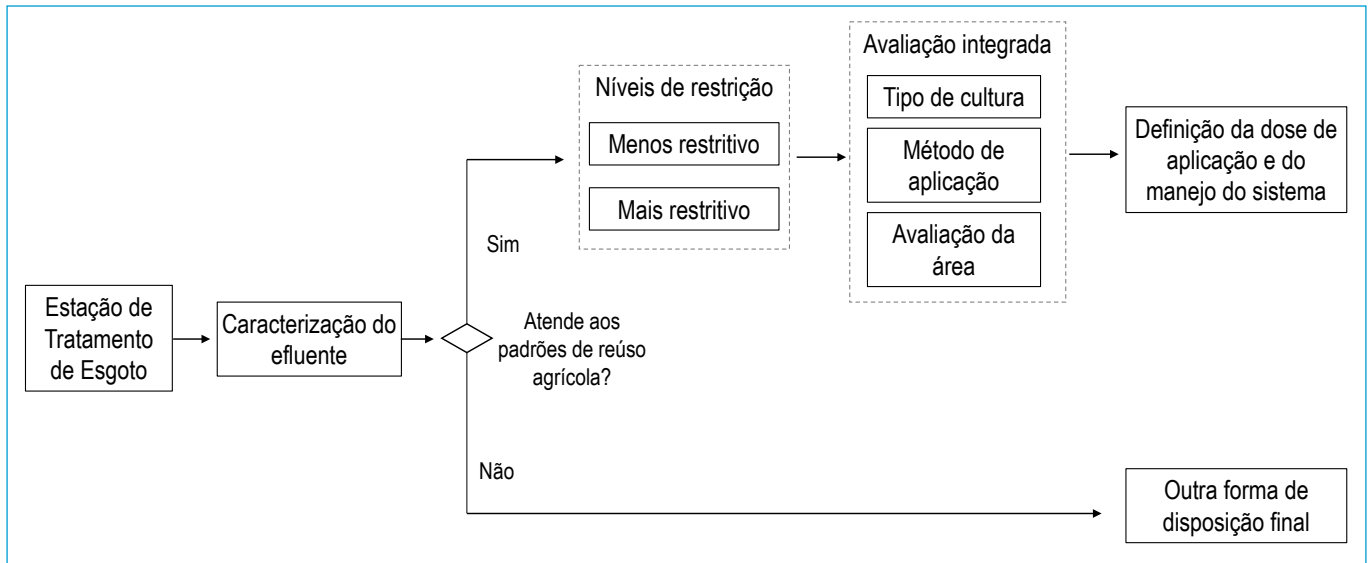 Estação de
Tratamento
de Esgoto
Caracterização do
efluente
Atende aos
padrões de reúso
agrícola?
Sim
Níveis de restrição
Menos restritivo
Mais restritivo
Avaliação integrada
Tipo de cultura
Método de
aplicação
Avaliação da
área
Definição da dose de
aplicação e do
manejo do sistema
Não
Outra forma de
disposição final